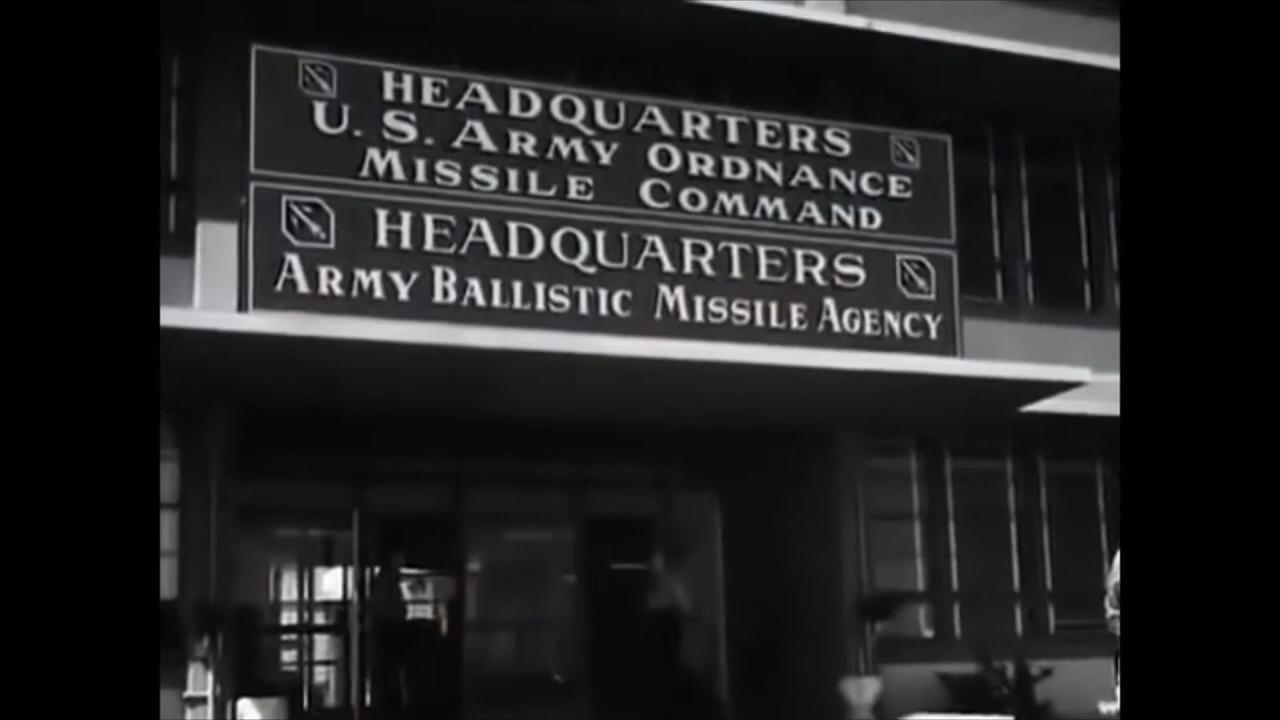 HEADQUARTERS
U. S. ARMY ORDNANCE
MISSILE COMMAND
HEADQUARTERS
ARMY BALLISTIC MISSILE AGENCY